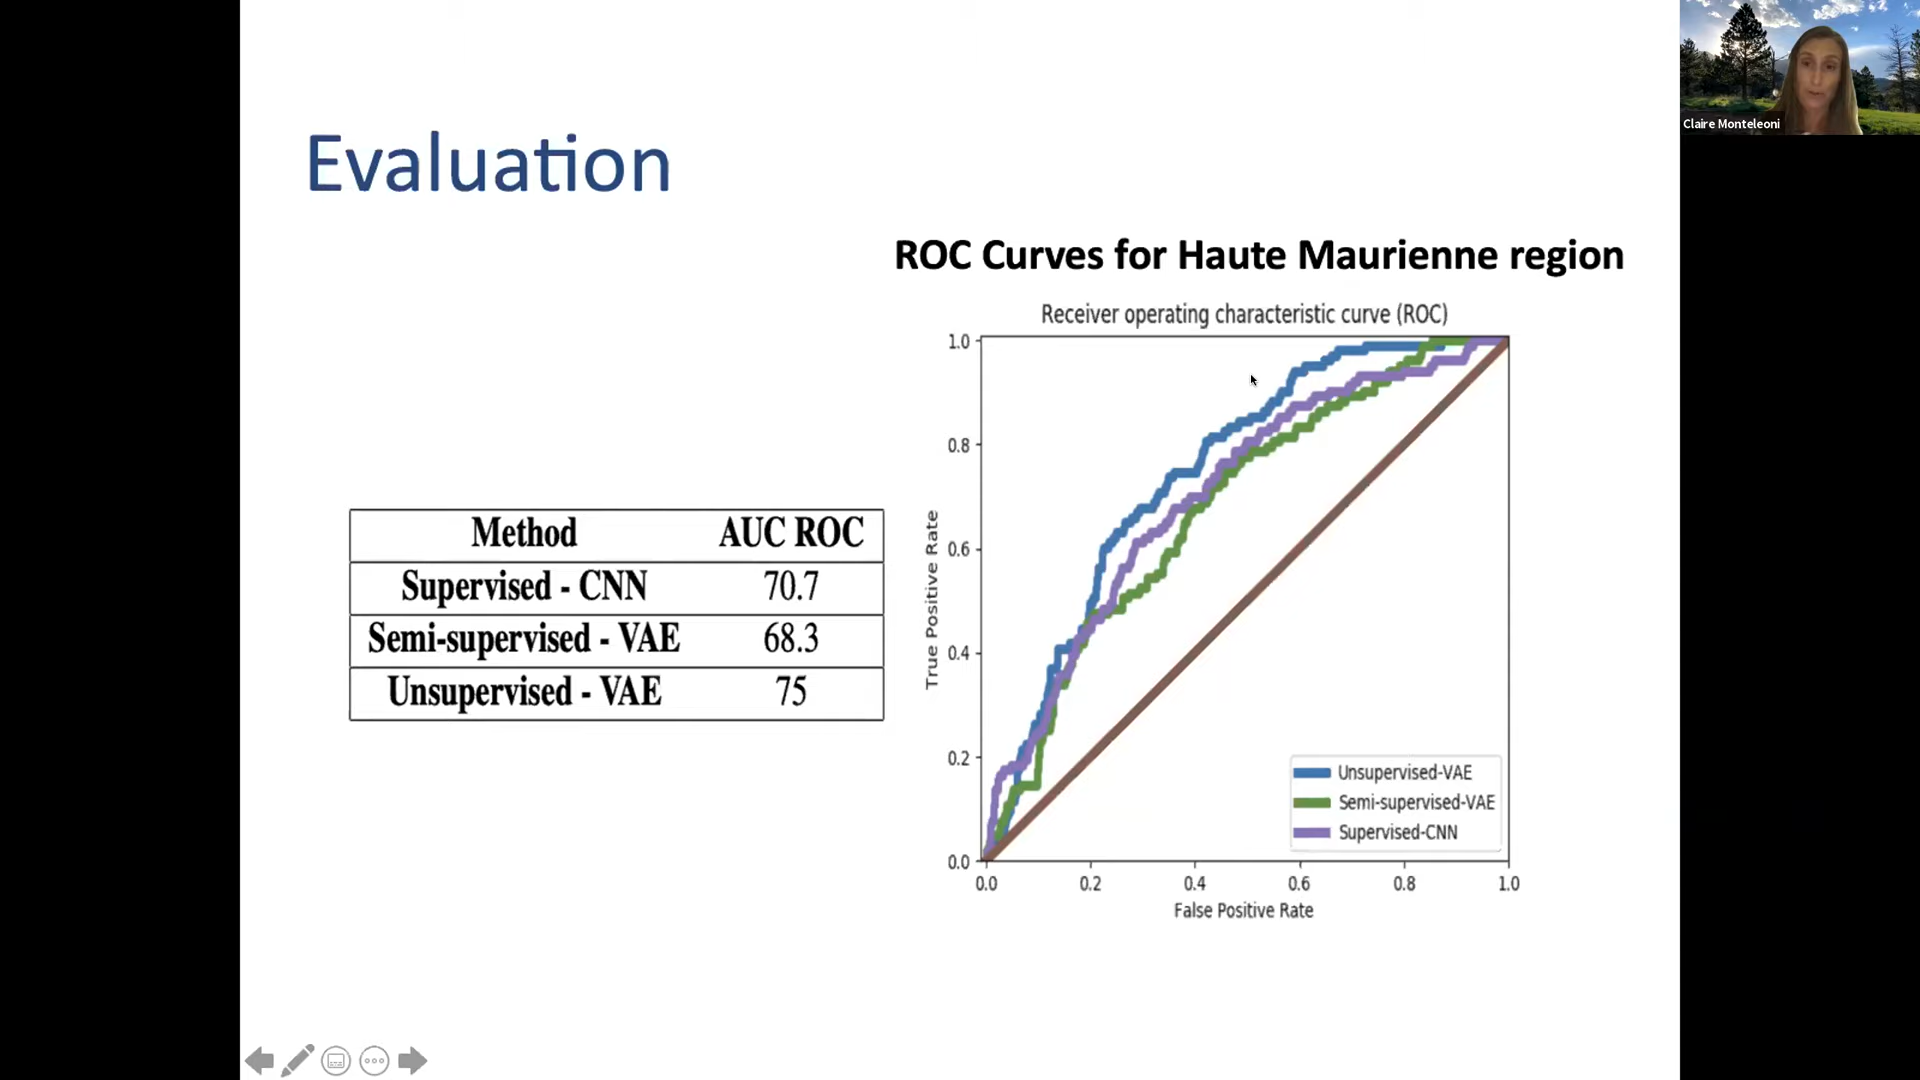 Claire Monteleoni
Evaluation
ROC Curves for Haute Maurienne region
Method AUC ROC
Supervised - CNN 70.7
Semi-supervised - VAE 68.3
Unsupervised - VAE 75
Receiver operating characteristic curve (ROC)
True Positive Rate
1.0
0.8
0.6
0.4
0.2
0.0
Unsupervised-VAE
Semi-supervised-VAE
Supervised-CNN
0.0 0.2 0.4 0.6 0.8 1.0
False Positive Rate